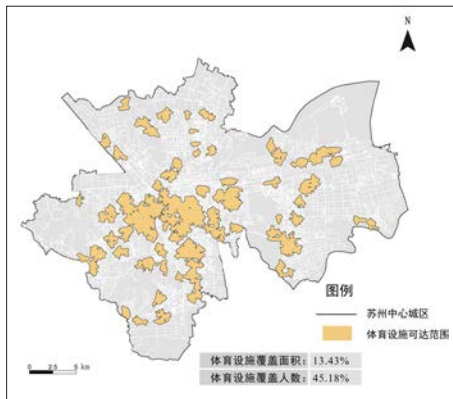 N
图例
苏州中心城区
体育设施可达范围
体育设施覆盖面积：13.43%
体育设施覆盖人数：45.18%
0 2.5 5 km